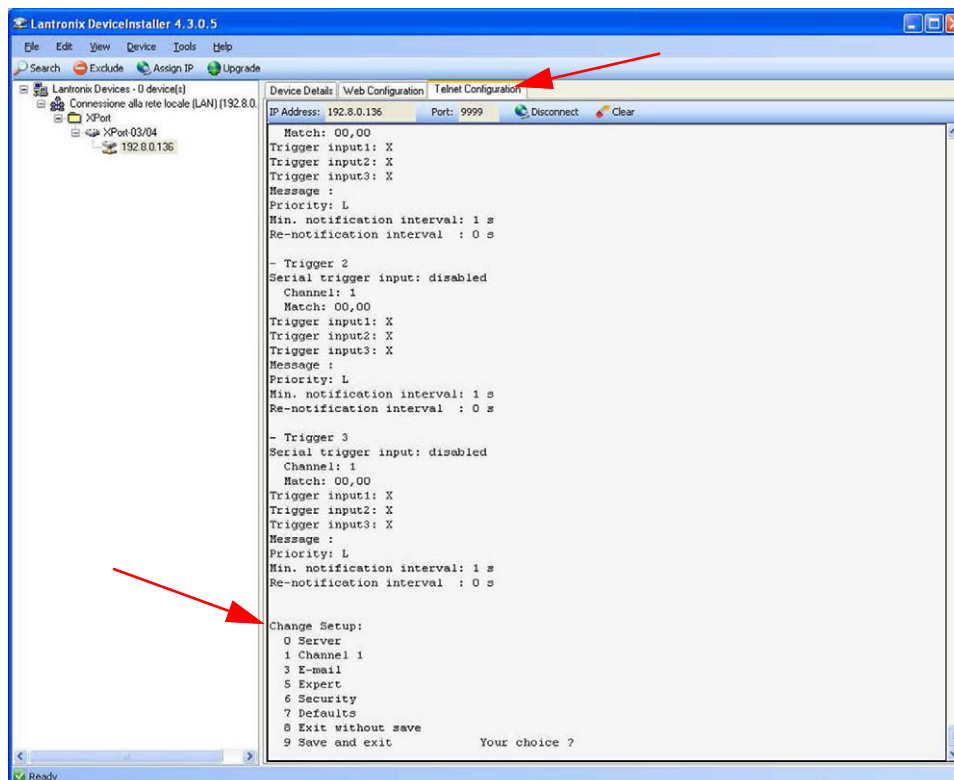 Lantronix DeviceInstaller 4.3.0.5
File Edit View Device Tools Help
Search Exclude Assign IP Upgrade
Lantronix Devices - 0 device(s)
Connessione alla rete locale (LAN) (192.8.0.
XPort
XPort-03/04
192.8.0.136
Device Details Web Configuration Telnet Configuration
IP Address: 192.8.0.136 Port: 9999 Disconnect Clear
Match: 00,00
Trigger input1: X
Trigger input2: X
Trigger input3: X
Message :
Priority: L
Min. notification interval: 1 s
Re-notification interval : 0 s
- Trigger 2
Serial trigger input: disabled
Channel: 1
Match: 00,00
Trigger input1: X
Trigger input2: X
Trigger input3: X
Message :
Priority: L
Min. notification interval: 1 s
Re-notification interval : 0 s
- Trigger 3
Serial trigger input: disabled
Channel: 1
Match: 00,00
Trigger input1: X
Trigger input2: X
Trigger input3: X
Message :
Priority: L
Min. notification interval: 1 s
Re-notification interval : 0 s
Change Setup:
0 Server
1 Channel 1
3 E-mail
5 Expert
6 Security
7 Defaults
8 Exit without save
9 Save and exit Your choice ?
Ready